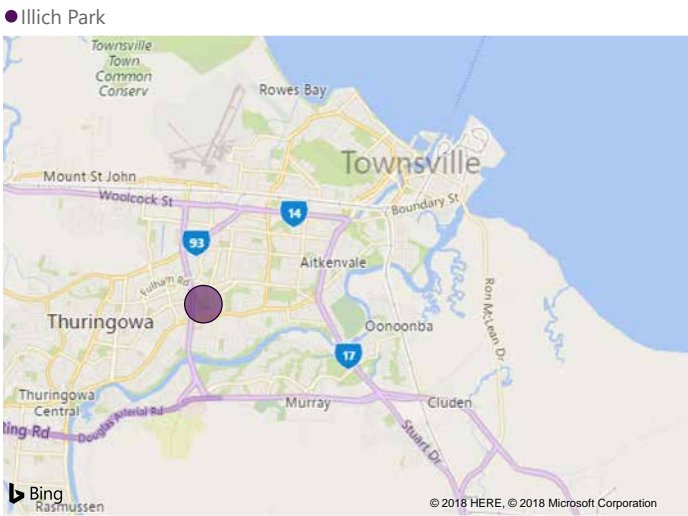 Illich Park
Townsville
Town
Common
Conserv
Rowes Bay
Townsville
Mount St John
Woolcock St
14
Boundary St
93
Aitkenvale
Fulham Rd
Ron McLean Dr
Thuringowa
Oonoonba
17
Thuringowa
Central
Murray
Cluden
Ring Rd
Douglas Arterial Rd
Stuart Dr
Bing
Rasmussen
© 2018 HERE, © 2018 Microsoft Corporation